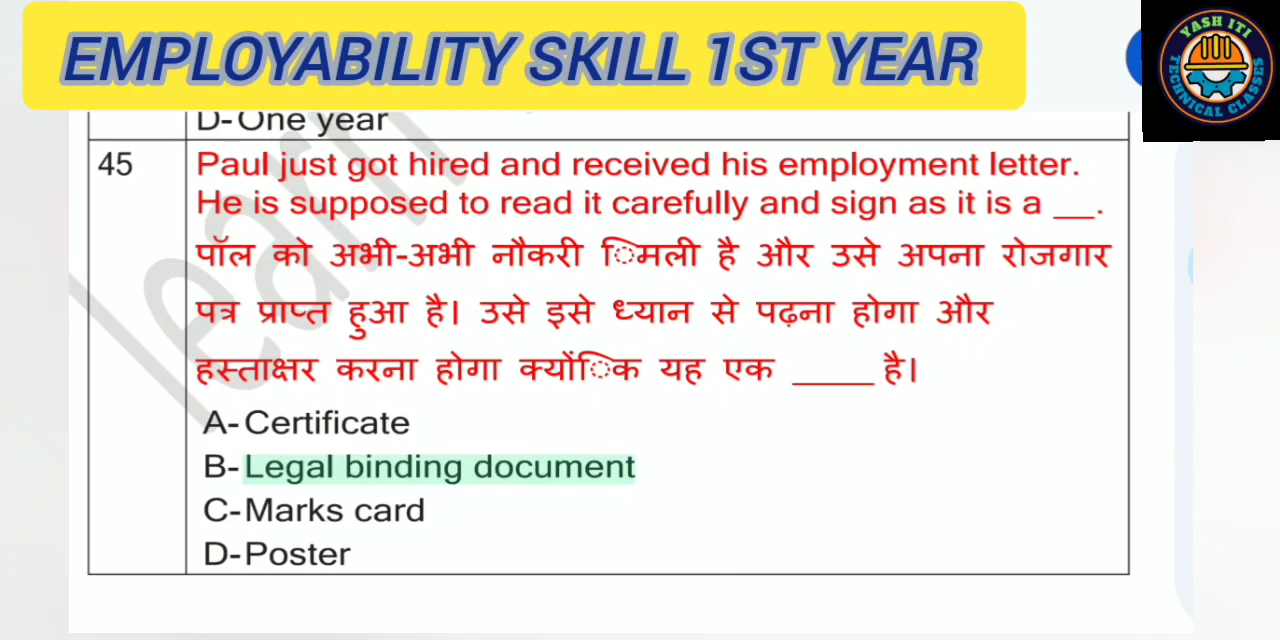 EMPLOYABILITY SKILL 1ST YEAR
YASH ITI
TECHNICAL CLASSES
D-One year
45
Paul just got hired and received his employment letter.
He is supposed to read it carefully and sign as it is a __.
पॉल को अभी-अभी नौकरी िमली है और उसे अपना रोजगार
पत्र प्राप्त हुआ है। उसे इसे ध्यान से पढ़ना होगा और
हस्ताक्षर करना होगा क्योंिक यह एक _____ है।
A-Certificate
B-Legal binding document
C-Marks card
D-Poster
learn